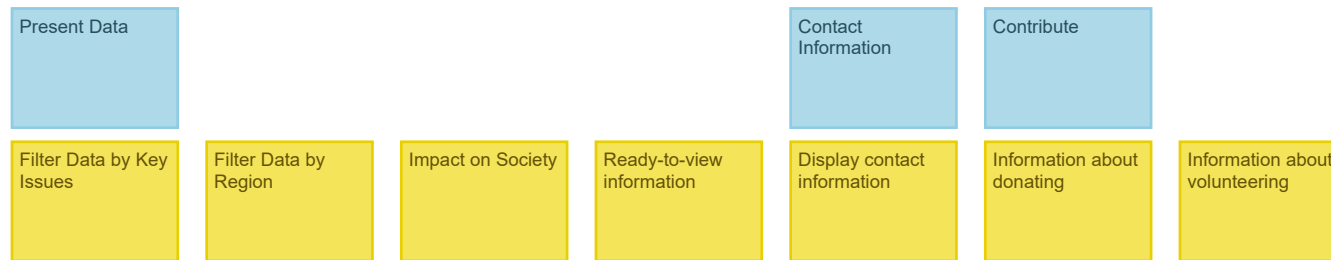 Present Data
Contact
Information
Contribute
Filter Data by Key
Issues
Filter Data by
Region
Impact on Society
Ready-to-view
information
Display contact
information
Information about
donating
Information about
volunteering